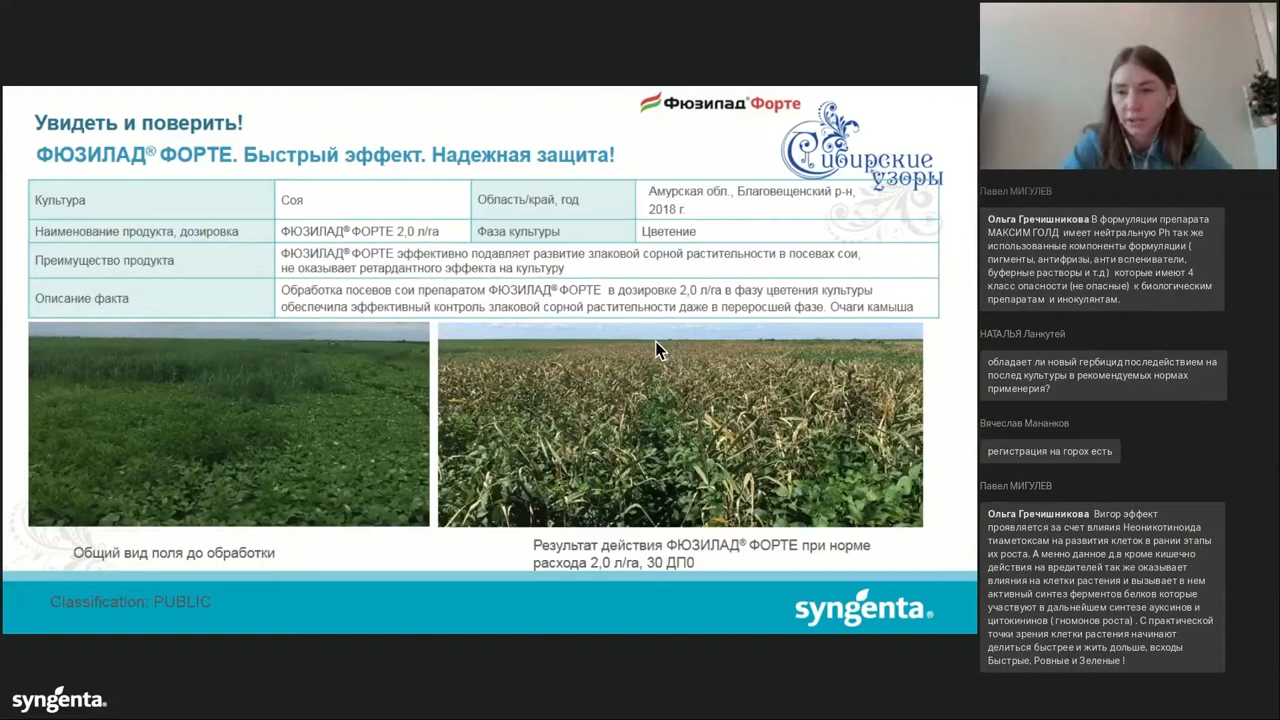 Увидеть и поверить!
ФЮЗИЛАД® ФОРТЕ. Быстрый эффект. Надежная защита!
Фюзилад®Форте
Сибирские
узоры
Культура
Соя
Область/край, год
Амурская обл., Благовещенский р-н,
2018 г.
Наименование продукта, дозировка
ФЮЗИЛАД® ФОРТЕ 2,0 л/га
Фаза культуры
Цветение
Преимущество продукта
ФЮЗИЛАД® ФОРТЕ эффективно подавляет развитие злаковой сорной растительности в посевах сои,
не оказывает ретардантного эффекта на культуру
Описание факта
Обработка посевов сои препаратом ФЮЗИЛАД® ФОРТЕ в дозировке 2,0 л/га в фазу цветения культуры
обеспечила эффективный контроль злаковой сорной растительности даже в переросшей фазе. Очаги камыша
Общий вид поля до обработки
Результат действия ФЮЗИЛАД® ФОРТЕ при норме
расхода 2,0 л/га, 30 ДП0
Classification: PUBLIC
syngenta®
syngenta®
Павел МИГУЛЕВ
Ольга Гречишникова В формуляции препарата
МАКСИМ ГОЛД имеет нейтральную Ph так же
использованные компоненты формуляции (
пигменты, антифризы, анти вспениватели,
буферные растворы и т.д ) которые имеют 4
класс опасности (не опасные) к биологическим
препаратам и инокулянтам.
НАТАЛЬЯ Ланкутей
обладает ли новый гербицид последействием на
послед культуры в рекомендуемых нормах
применерия?
Вячеслав Мананков
регистрация на горох есть
Павел МИГУЛЕВ
Ольга Гречишникова Вигор эффект
проявляется за счет влияия Неоникотиноида
тиаметоксам на развития клеток в рании этапы
их роста. А менно данное д.в кроме кишечно
действия на вредителей так же оказывает
влияния на клетки растения и вызывает в нем
активный синтез ферментов белков которые
участвуют в дальнейшем синтезе ауксинов и
цитокининов ( гномонов роста) . С практической
точки зрения клетки растения начинают
делиться быстрее и жить дольше, всходы
Быстрые, Ровные и Зеленые !